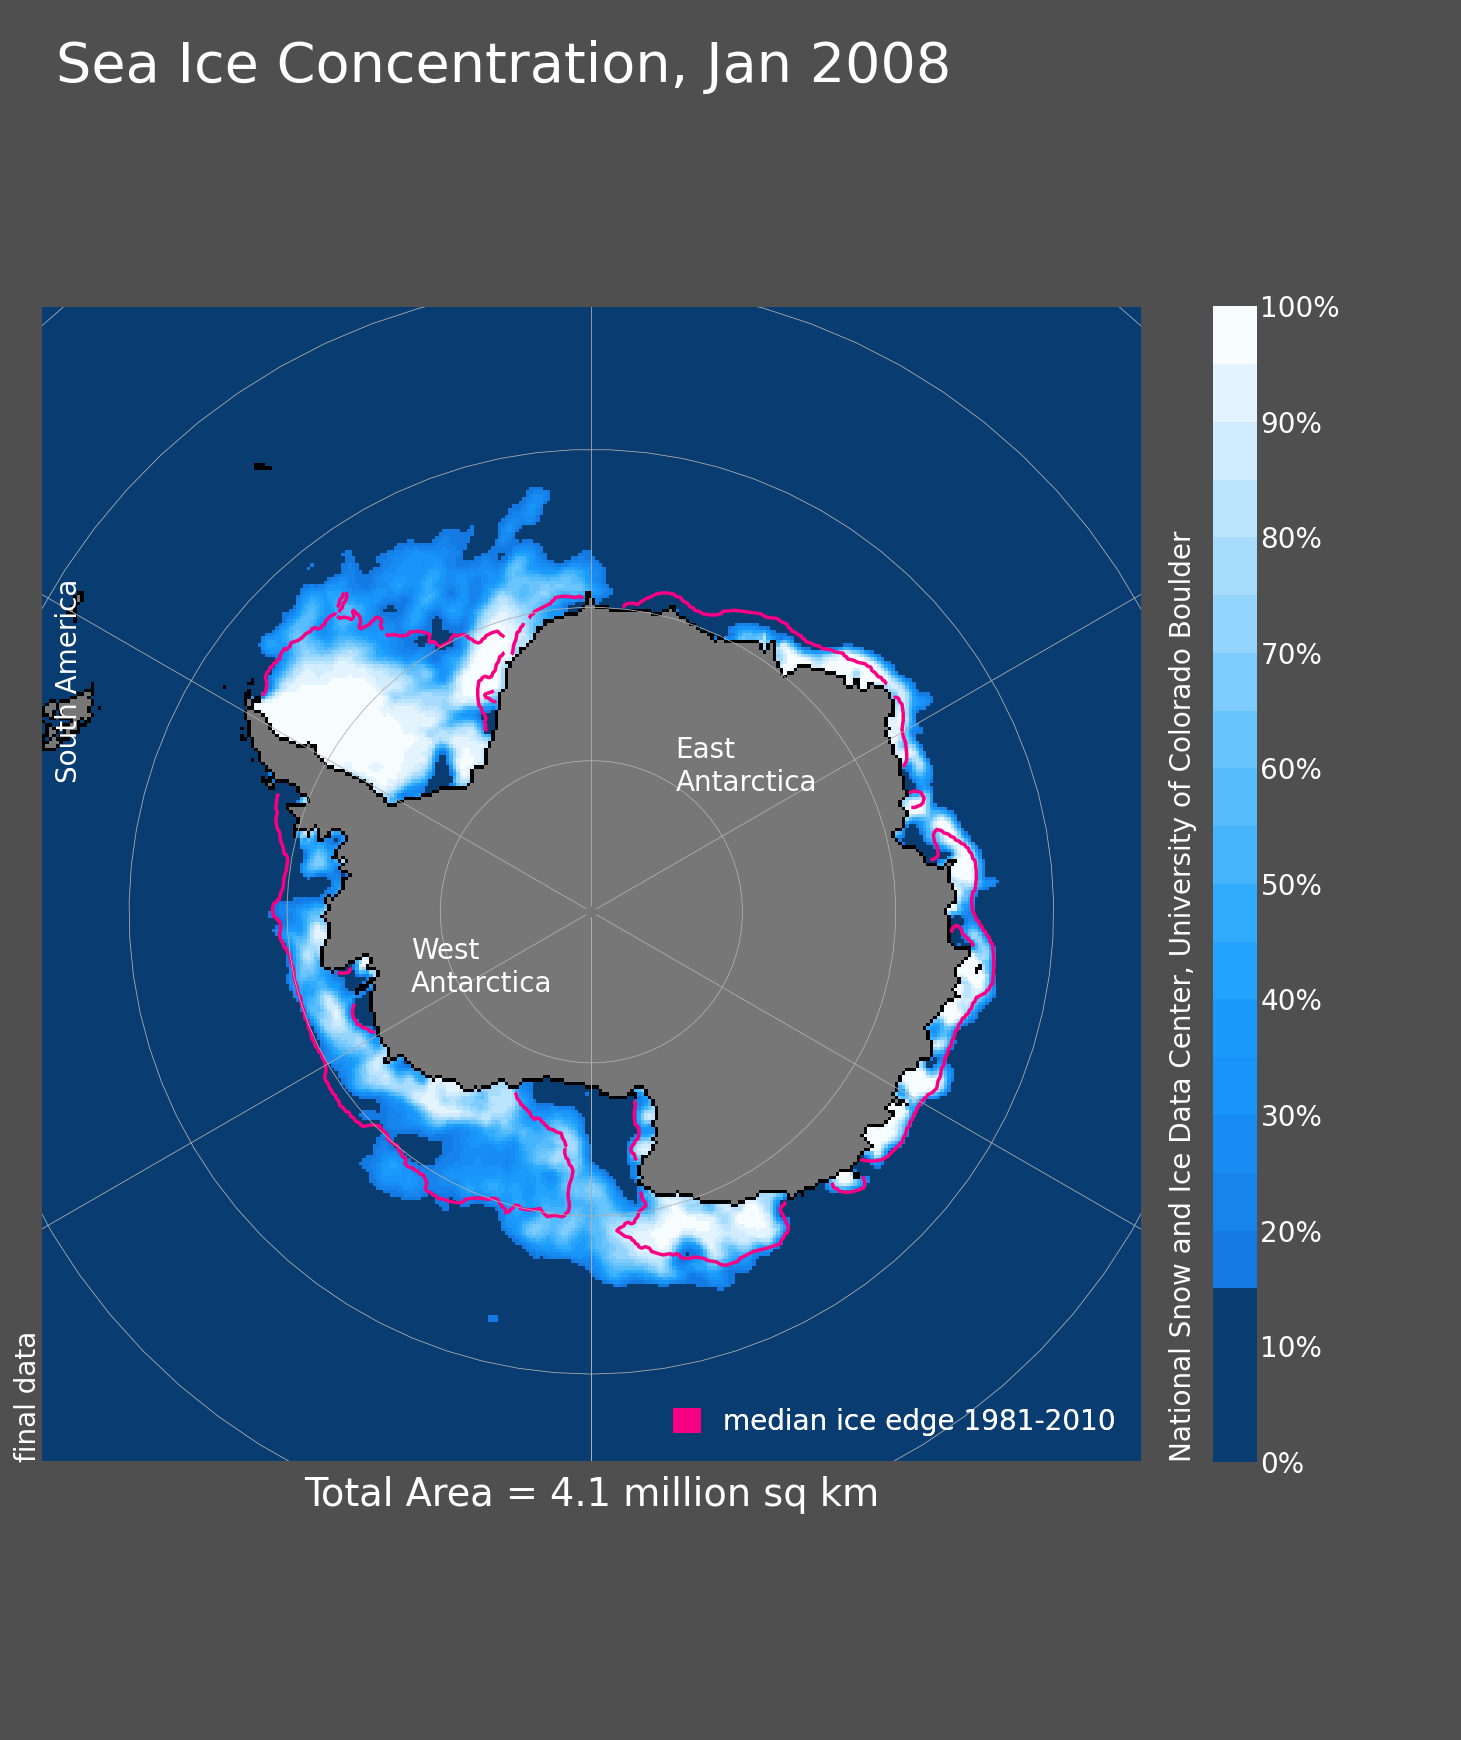 Sea Ice Concentration, Jan 2008
South America
East
Antarctica
West
Antarctica
final data
median ice edge 1981-2010
Total Area = 4.1 million sq km
National Snow and Ice Data Center, University of Colorado Boulder
100%
90%
80%
70%
60%
50%
40%
30%
20%
10%
0%